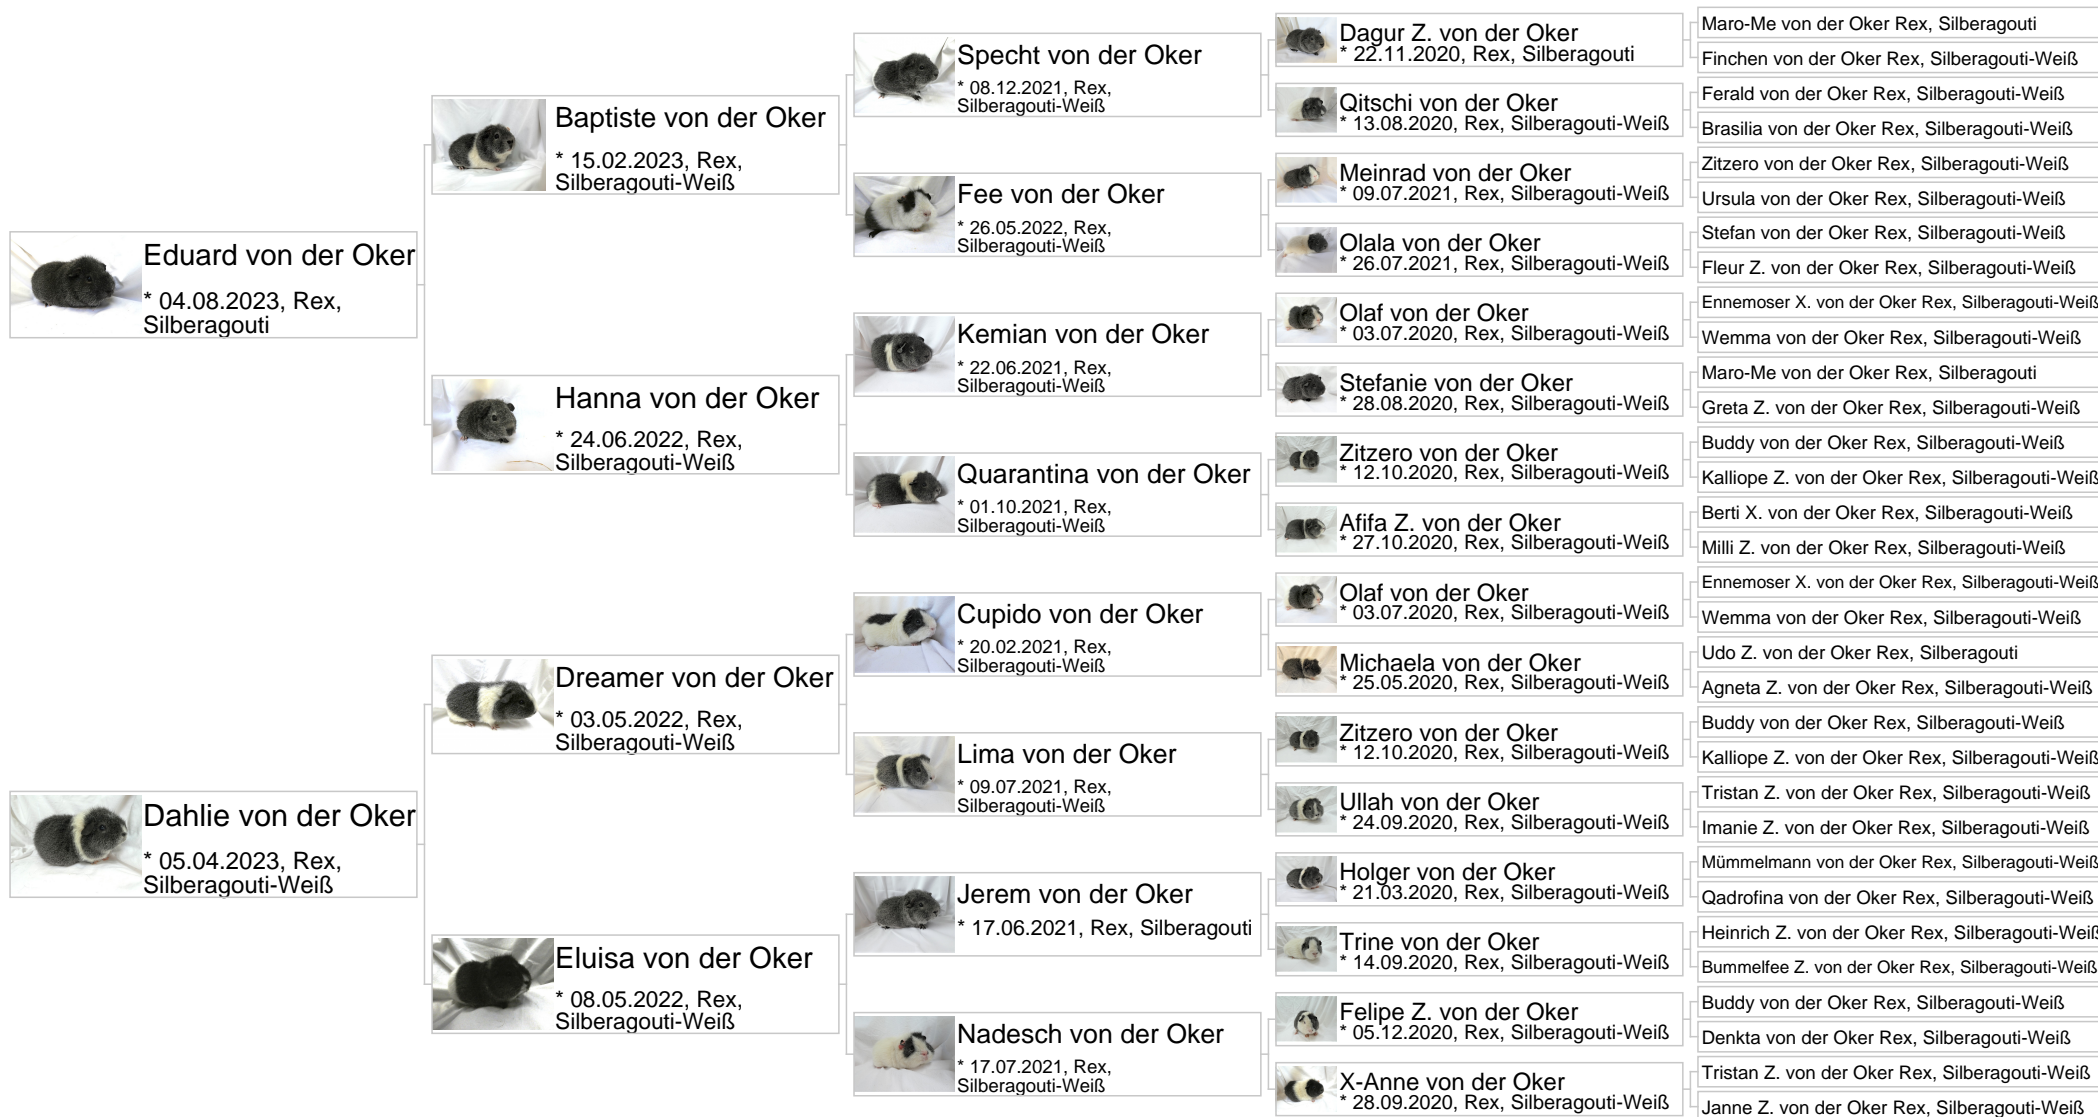 Eduard von der Oker
* 04.08.2023, Rex,
Silberagouti
Dahlie von der Oker
* 05.04.2023, Rex,
Silberagouti-Weiß
Baptiste von der Oker
* 15.02.2023, Rex,
Silberagouti-Weiß
Hanna von der Oker
* 24.06.2022, Rex,
Silberagouti-Weiß
Dreamer von der Oker
* 03.05.2022, Rex,
Silberagouti-Weiß
Eluisa von der Oker
* 08.05.2022, Rex,
Silberagouti-Weiß
Specht von der Oker
* 08.12.2021, Rex,
Silberagouti-Weiß
Fee von der Oker
* 26.05.2022, Rex,
Silberagouti-Weiß
Kemian von der Oker
* 22.06.2021, Rex,
Silberagouti-Weiß
Quarantina von der Oker
* 01.10.2021, Rex,
Silberagouti-Weiß
Cupido von der Oker
* 20.02.2021, Rex,
Silberagouti-Weiß
Lima von der Oker
* 09.07.2021, Rex,
Silberagouti-Weiß
Jerem von der Oker
* 17.06.2021, Rex, Silberagouti
Nadesch von der Oker
* 17.07.2021, Rex,
Silberagouti-Weiß
Dagur Z. von der Oker
* 22.11.2020, Rex, Silberagouti
Qitschi von der Oker
* 13.08.2020, Rex, Silberagouti-Weiß
Meinrad von der Oker
* 09.07.2021, Rex, Silberagouti-Weiß
Olala von der Oker
* 26.07.2021, Rex, Silberagouti-Weiß
Olaf von der Oker
* 03.07.2020, Rex, Silberagouti-Weiß
Stefanie von der Oker
* 28.08.2020, Rex, Silberagouti-Weiß
Zitzero von der Oker
* 12.10.2020, Rex, Silberagouti-Weiß
Afifa Z. von der Oker
* 27.10.2020, Rex, Silberagouti-Weiß
Olaf von der Oker
* 03.07.2020, Rex, Silberagouti-Weiß
Michaela von der Oker
* 25.05.2020, Rex, Silberagouti-Weiß
Zitzero von der Oker
* 12.10.2020, Rex, Silberagouti-Weiß
Ullah von der Oker
* 24.09.2020, Rex, Silberagouti-Weiß
Holger von der Oker
* 21.03.2020, Rex, Silberagouti-Weiß
Trine von der Oker
* 14.09.2020, Rex, Silberagouti-Weiß
Felipe Z. von der Oker
* 05.12.2020, Rex, Silberagouti-Weiß
X-Anne von der Oker
* 28.09.2020, Rex, Silberagouti-Weiß
Maro-Me von der Oker Rex, Silberagouti
Finchen von der Oker Rex, Silberagouti-Weiß
Ferald von der Oker Rex, Silberagouti-Weiß
Brasilia von der Oker Rex, Silberagouti-Weiß
Zitzero von der Oker Rex, Silberagouti-Weiß
Ursula von der Oker Rex, Silberagouti-Weiß
Stefan von der Oker Rex, Silberagouti-Weiß
Fleur Z. von der Oker Rex, Silberagouti-Weiß
Ennemoser X. von der Oker Rex, Silberagouti-Weiß
Wemma von der Oker Rex, Silberagouti-Weiß
Maro-Me von der Oker Rex, Silberagouti
Greta Z. von der Oker Rex, Silberagouti-Weiß
Buddy von der Oker Rex, Silberagouti-Weiß
Kalliope Z. von der Oker Rex, Silberagouti-Weiß
Berti X. von der Oker Rex, Silberagouti-Weiß
Milli Z. von der Oker Rex, Silberagouti-Weiß
Ennemoser X. von der Oker Rex, Silberagouti-Weiß
Wemma von der Oker Rex, Silberagouti-Weiß
Udo Z. von der Oker Rex, Silberagouti
Agneta Z. von der Oker Rex, Silberagouti-Weiß
Buddy von der Oker Rex, Silberagouti-Weiß
Kalliope Z. von der Oker Rex, Silberagouti-Weiß
Tristan Z. von der Oker Rex, Silberagouti-Weiß
Imanie Z. von der Oker Rex, Silberagouti-Weiß
Mümmelmann von der Oker Rex, Silberagouti-Weiß
Qadrofina von der Oker Rex, Silberagouti-Weiß
Heinrich Z. von der Oker Rex, Silberagouti-Weiß
Bummelfee Z. von der Oker Rex, Silberagouti-Weiß
Buddy von der Oker Rex, Silberagouti-Weiß
Denkta von der Oker Rex, Silberagouti-Weiß
Tristan Z. von der Oker Rex, Silberagouti-Weiß
Janne Z. von der Oker Rex, Silberagouti-Weiß